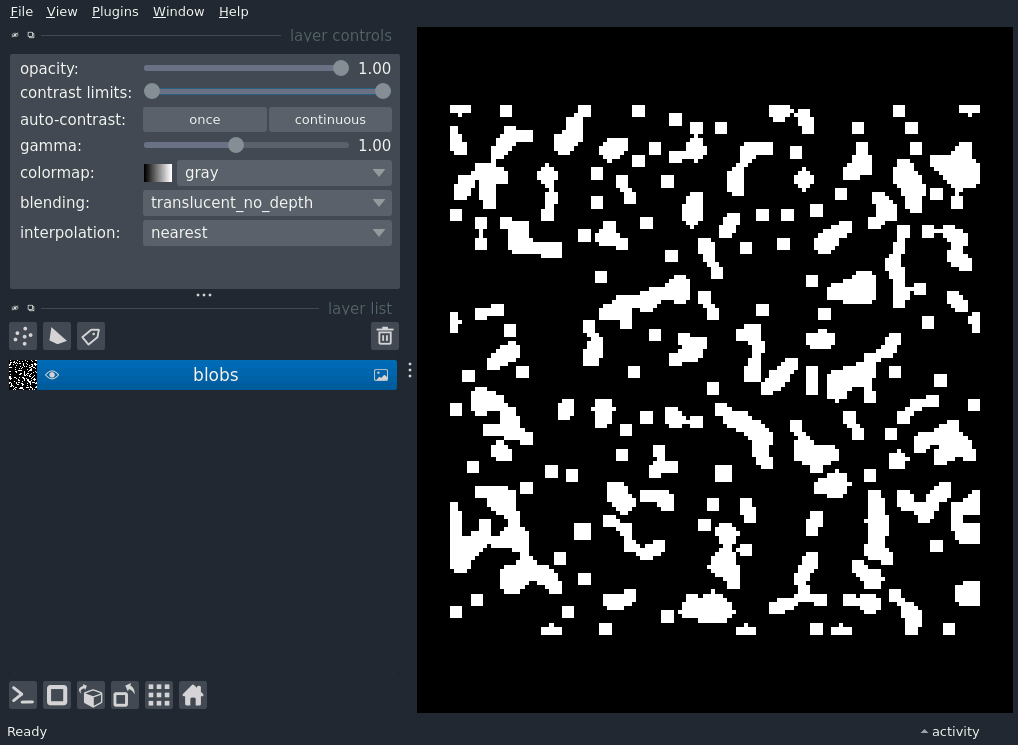 File View Plugins Window Help
layer controls
opacity: 1.00
contrast limits:
auto-contrast: once continuous
gamma: 1.00
colormap: gray
blending: translucent_no_depth
interpolation: nearest
layer list
blobs
Ready
activity